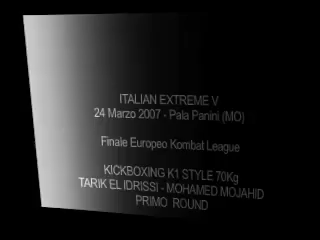 ITALIAN EXTREME V
24 Marzo 2007 - Pala Panini (MO)
Finale Europeo Kombat League
KICKBOXING K1 STYLE 70Kg
TARIK EL IDRISSI - MOHAMED MOJAHID
PRIMO ROUND